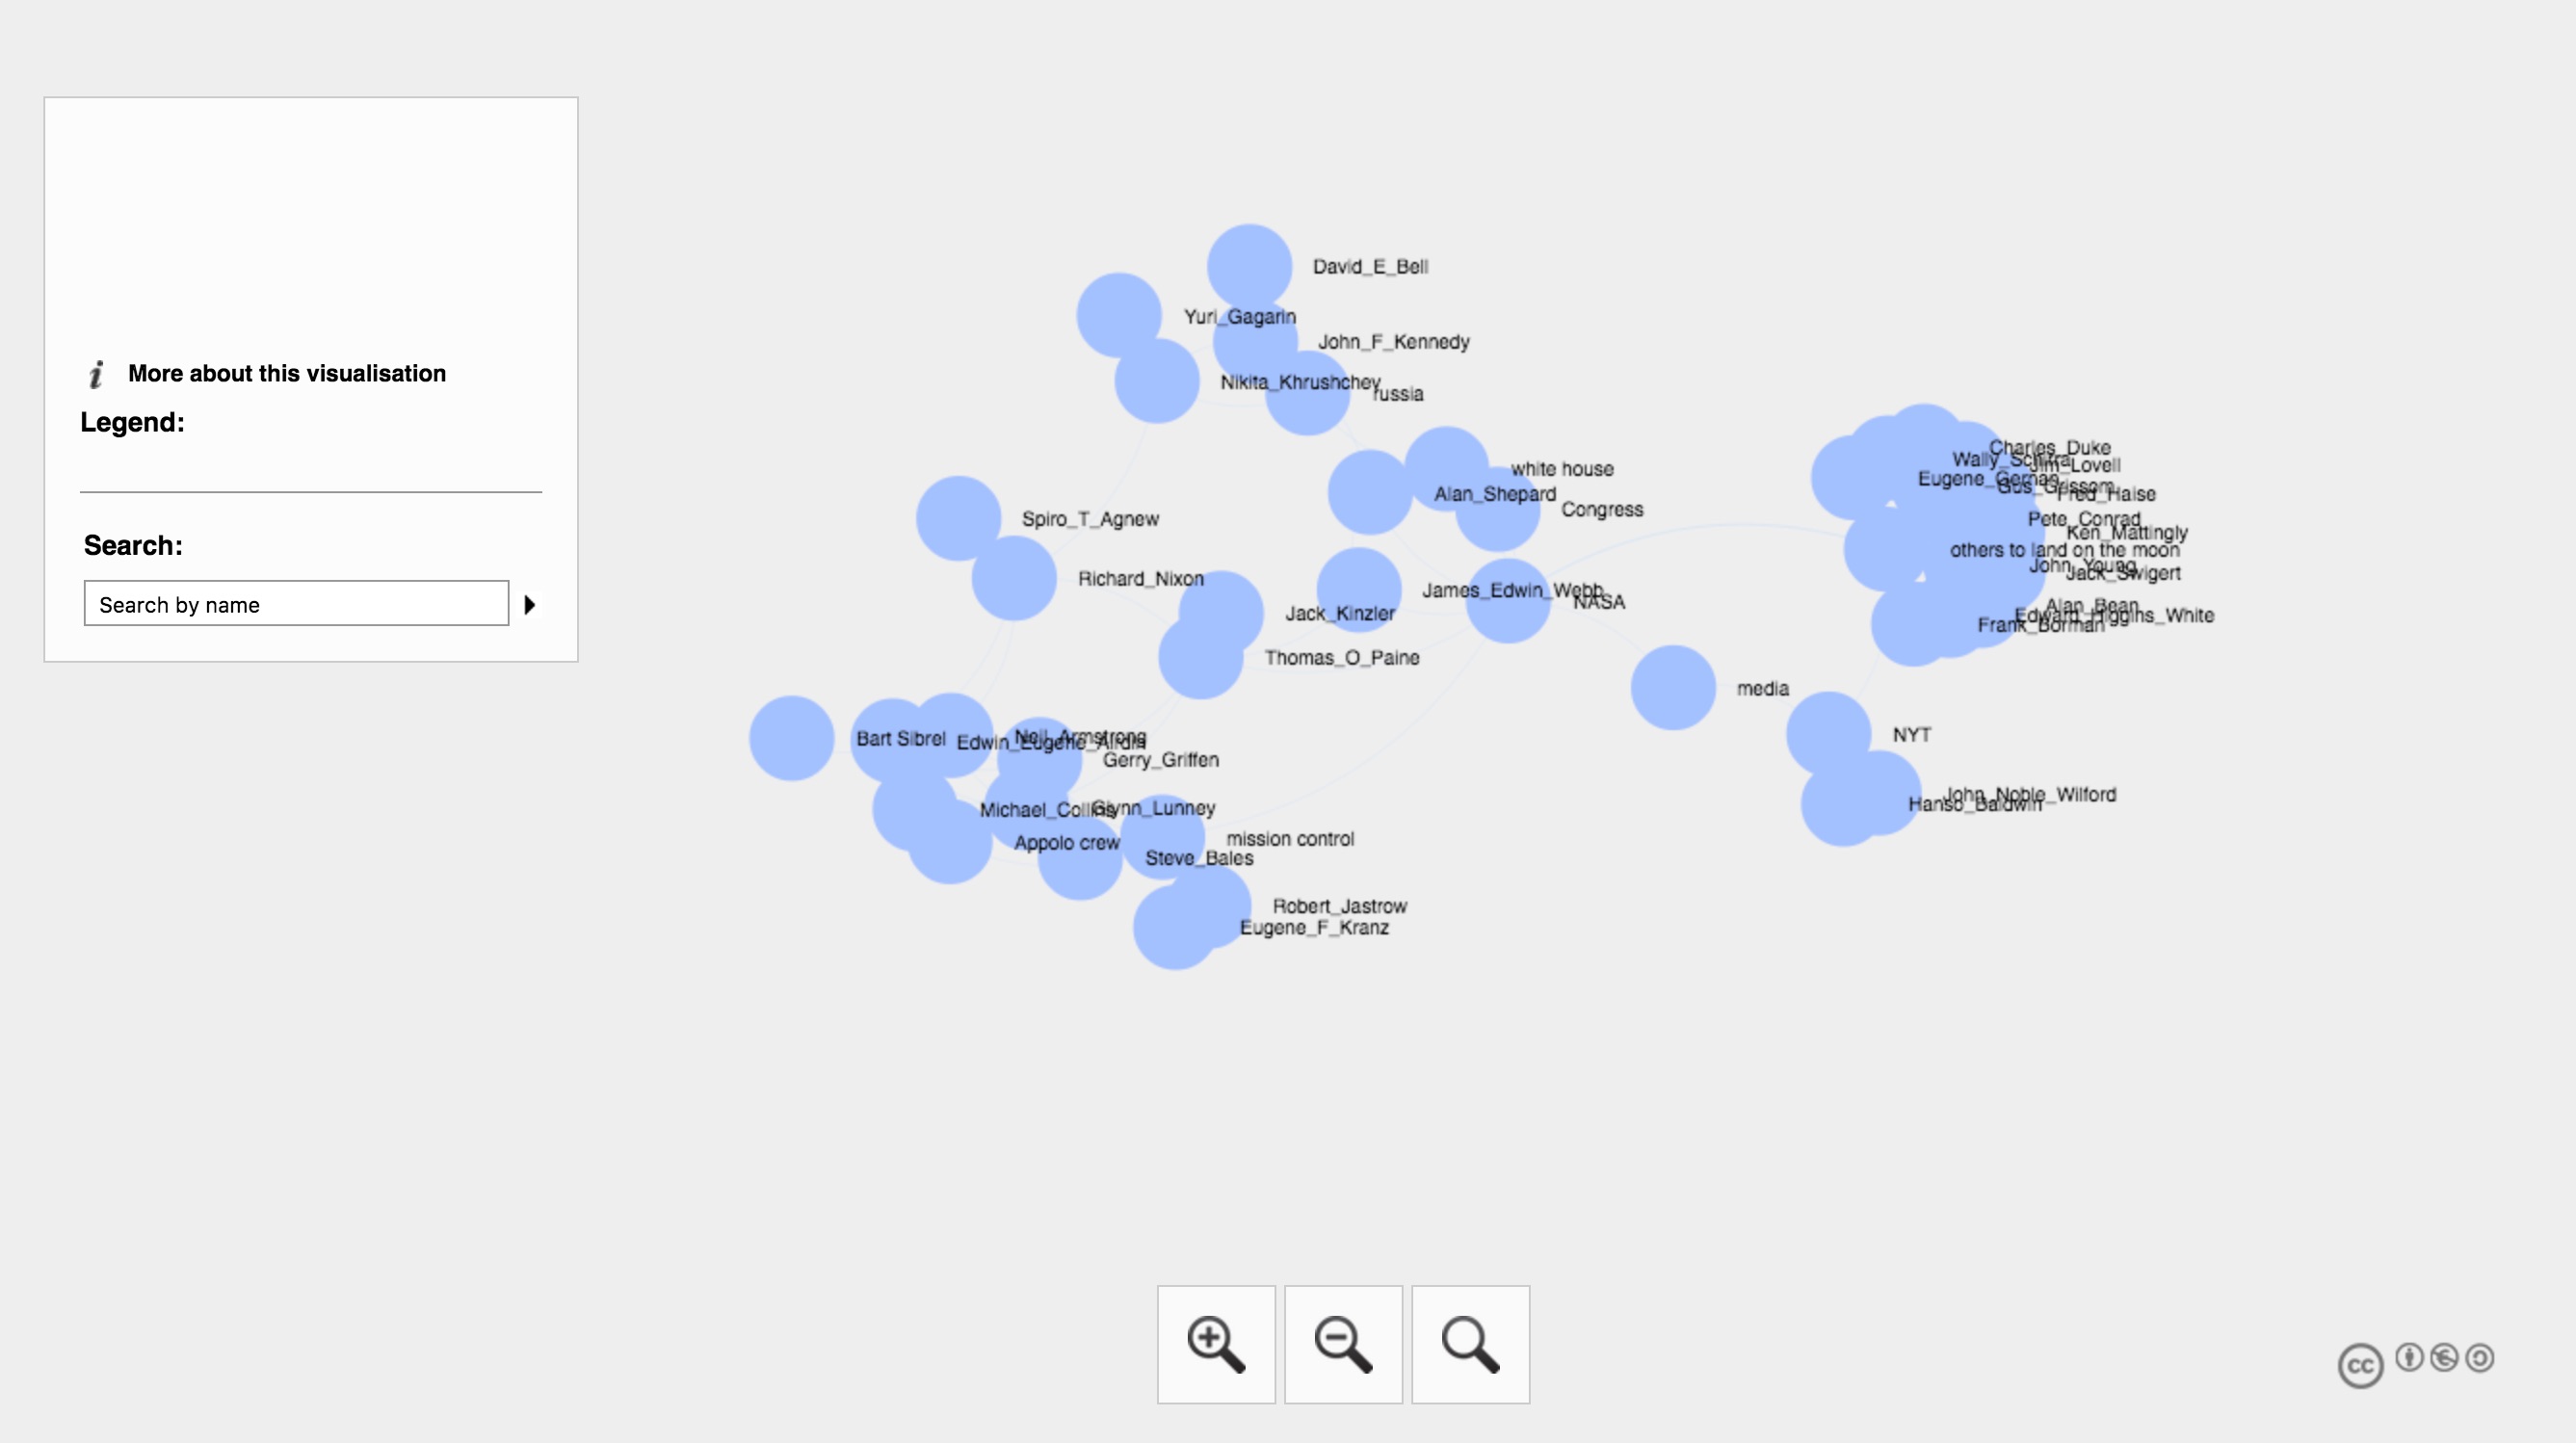 More about this visualisation
Legend:
Search:
Search by name
David_E_Bell
Yuri_Gagarin
John_F_Kennedy
Nikita_Khrushchev
russia
white house
Alan_Shepard
Congress
Spiro_T_Agnew
Richard_Nixon
James_Edwin_Webb
NASA
Jack_Kinzler
Thomas_O_Paine
media
Charles_Duke
Wally_Schirra
Jim_Lovell
Eugene_Cernan
Gus_Grissom
Fred_Haise
Pete_Conrad
Ken_Mattingly
others to land on the moon
John_Young
Jack_Swigert
Alan_Bean
Edward_Higgins_White
Frank_Borman
NYT
John_Noble_Wilford
Hanso_Baldwin
Bart Sibrel
Neil_Armstrong
Gerry_Griffen
Michael_Collins
Glynn_Lunney
mission control
Appolo crew
Steve_Bales
Robert_Jastrow
Eugene_F_Kranz
cc